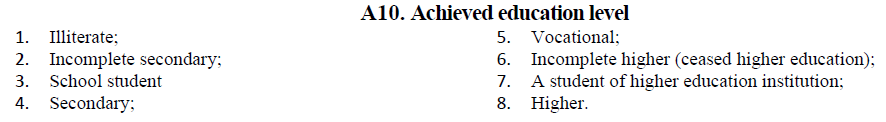 A10. Achieved education level
1. Illiterate;
2. Incomplete secondary;
3. School student
4. Secondary;
5. Vocational;
6. Incomplete higher (ceased higher education);
7. A student of higher education institution;
8. Higher.